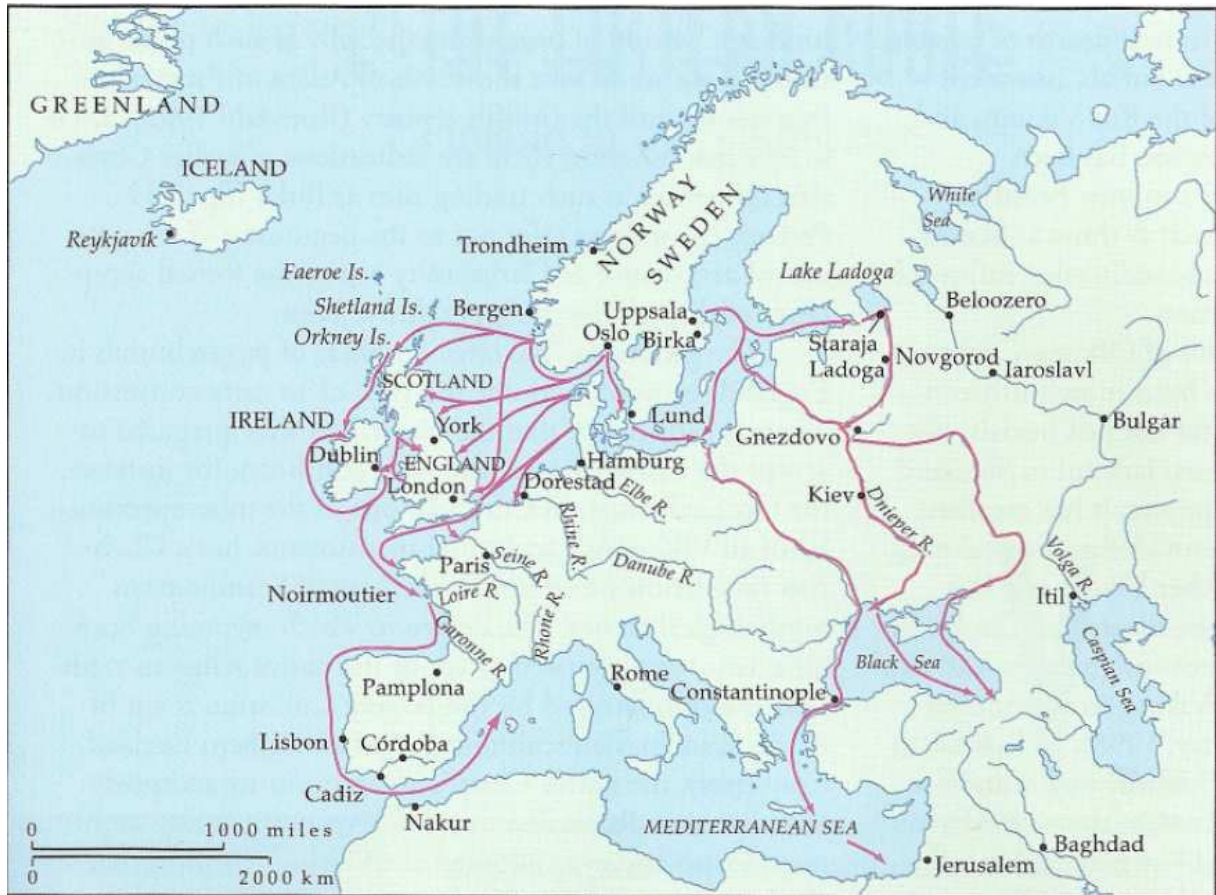 GREENLAND
ICELAND
Reykjavík
Faeroe Is.
Shetland Is.
Orkney Is.
Trondheim
NORWAY
SWEDEN
White
Sea
Lake Ladoga
Bergen
Oslo
Uppsala
Birka
Staraja
Ladoga
Novgorod
Beloozero
Iaroslavl
Bulgar
SCOTLAND
IRELAND
York
Dublin
ENGLAND
London
Lund
Hamburg
Dorestad
Elbe R.
Rhine R.
Gnezdovo
Kiev
Dnieper R.
Volga R.
Itil
Caspian Sea
Paris
Seine R.
Loire R.
Noirmoutier
Garonne R.
Rhone R.
Danube R.
Pamplona
Rome
Constantinople
Black Sea
Lisbon
Córdoba
Cadiz
Nakur
MEDITERRANEAN SEA
Jerusalem
Baghdad
0 1000 miles
0 2000 km